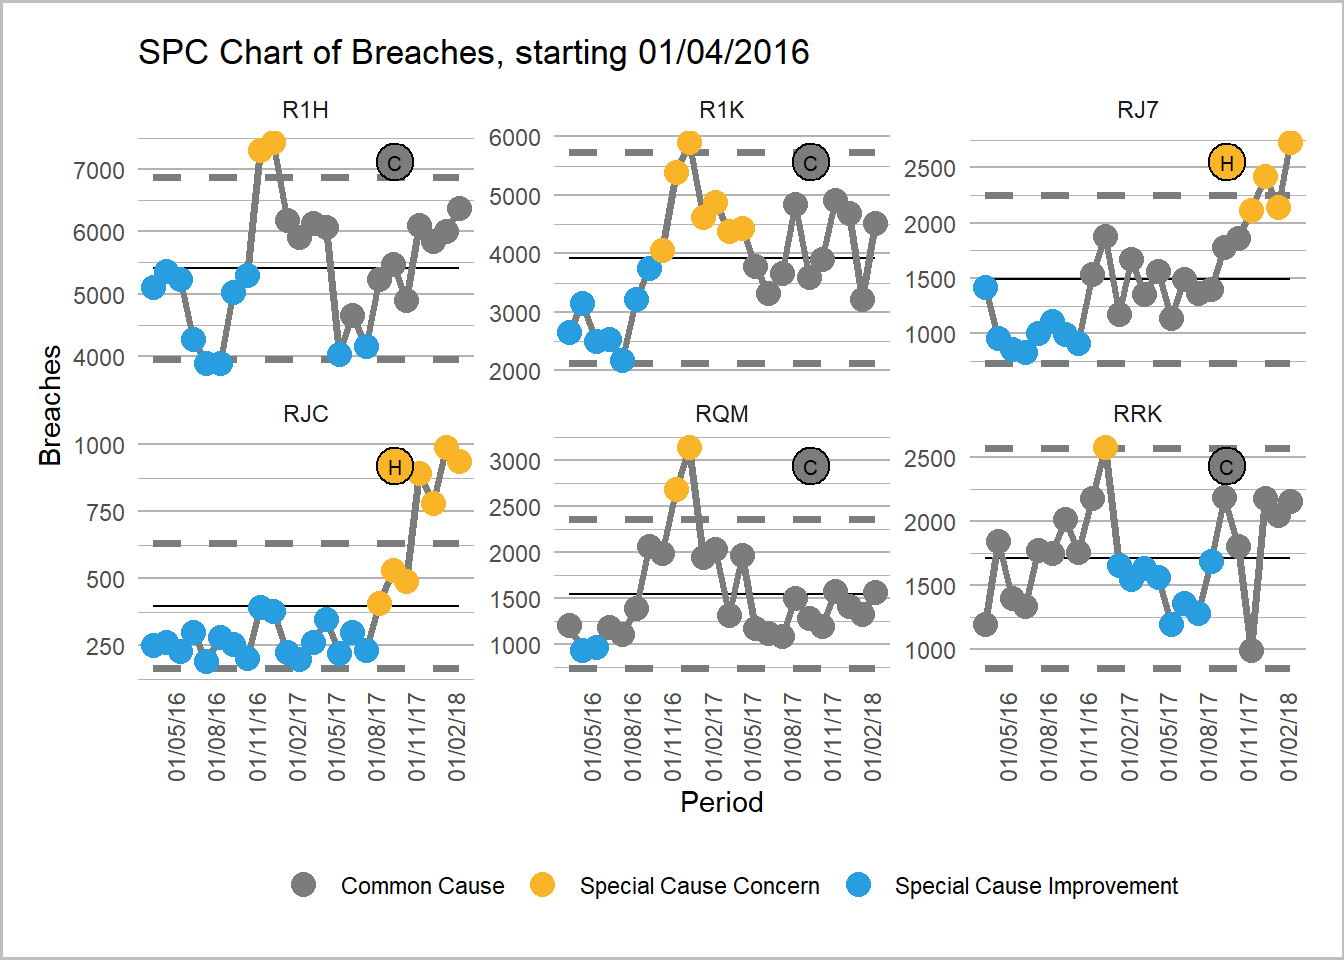 SPC Chart of Breaches, starting 01/04/2016
R1H
R1K
RJ7
7000
6000
5000
4000
C
6000
5000
4000
3000
2000
C
2500
2000
1500
1000
H
Breaches
RJC
RQM
RRK
1000
750
500
250
H
3000
2500
2000
1500
1000
C
2500
2000
1500
1000
C
01/05/16
01/08/16
01/11/16
01/02/17
01/05/17
01/08/17
01/11/17
01/02/18
01/05/16
01/08/16
01/11/16
01/02/17
01/05/17
01/08/17
01/11/17
01/02/18
01/05/16
01/08/16
01/11/16
01/02/17
01/05/17
01/08/17
01/11/17
01/02/18
Period
Common Cause
Special Cause Concern
Special Cause Improvement